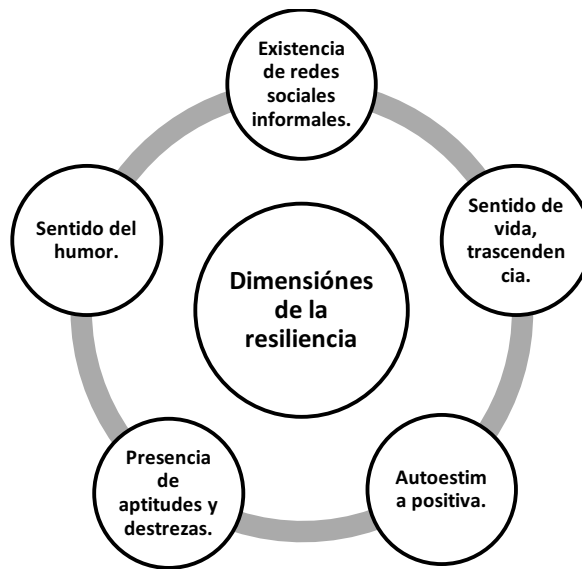 Existencia
de redes
sociales
informales.
Sentido de
vida,
trascenden
cia.
Autoestim
a positiva.
Presencia
de
aptitudes y
destrezas.
Sentido del
humor.
Dimensiónes
de la
resiliencia